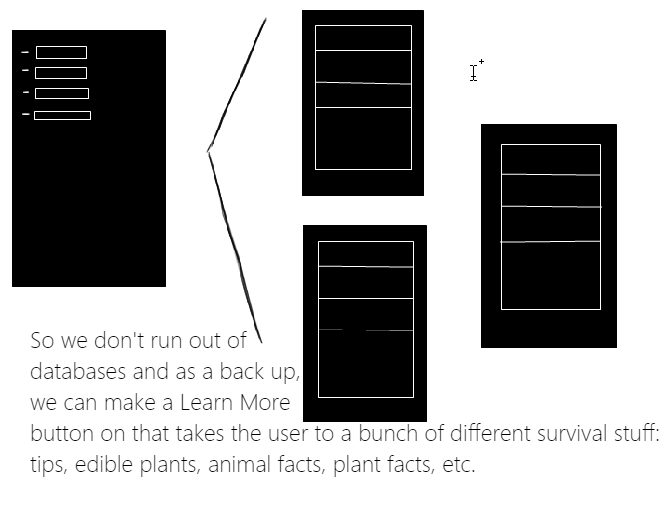 So we don't run out of
databases and as a back up,
we can make a Learn More
button on that takes the user to a bunch of different survival stuff:
tips, edible plants, animal facts, plant facts, etc.